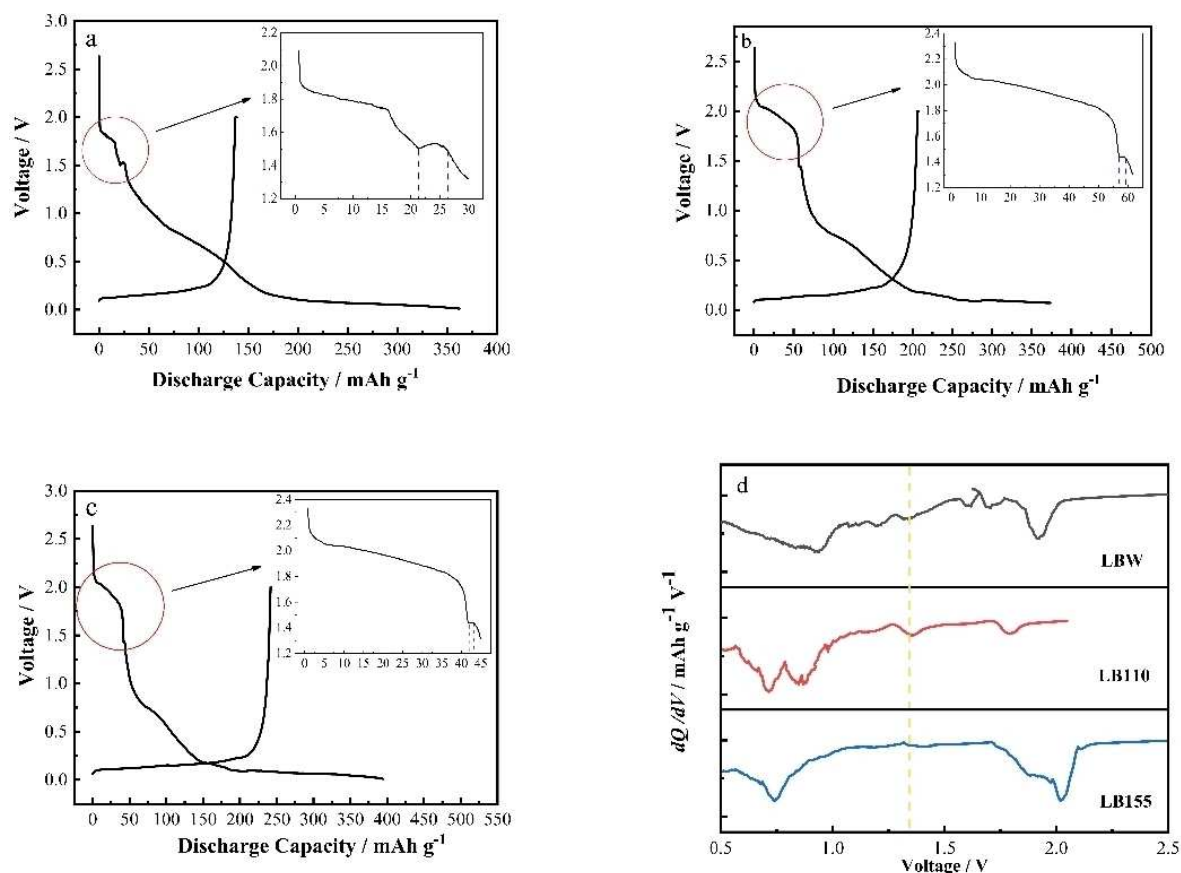 a
3.0
2.5
2.0
1.5
1.0
0.5
0.0
Voltage / V
0 50 100 150 200 250 300 350 400
Discharge Capacity / mAh g-1
2.2
2.0
1.8
1.6
1.4
1.2
0 5 10 15 20 25 30
b
2.5
2.0
1.5
1.0
0.5
0.0
Voltage / V
0 50 100 150 200 250 300 350 400 450 500
Discharge Capacity / mAh g-1
2.4
2.2
2.0
1.8
1.6
1.4
1.2
0 10 20 30 40 50 60
c
3.0
2.5
2.0
1.5
1.0
0.5
0.0
Voltage / V
0 50 100 150 200 250 300 350 400 450 500 550
Discharge Capacity / mAh g-1
2.4
2.2
2.0
1.8
1.6
1.4
1.2
0 5 10 15 20 25 30 35 40 45
d
LBW
LB110
LB155
dQ/dV / mAh g-1 V-1
0.5 1.0 1.5 2.0 2.5
Voltage / V